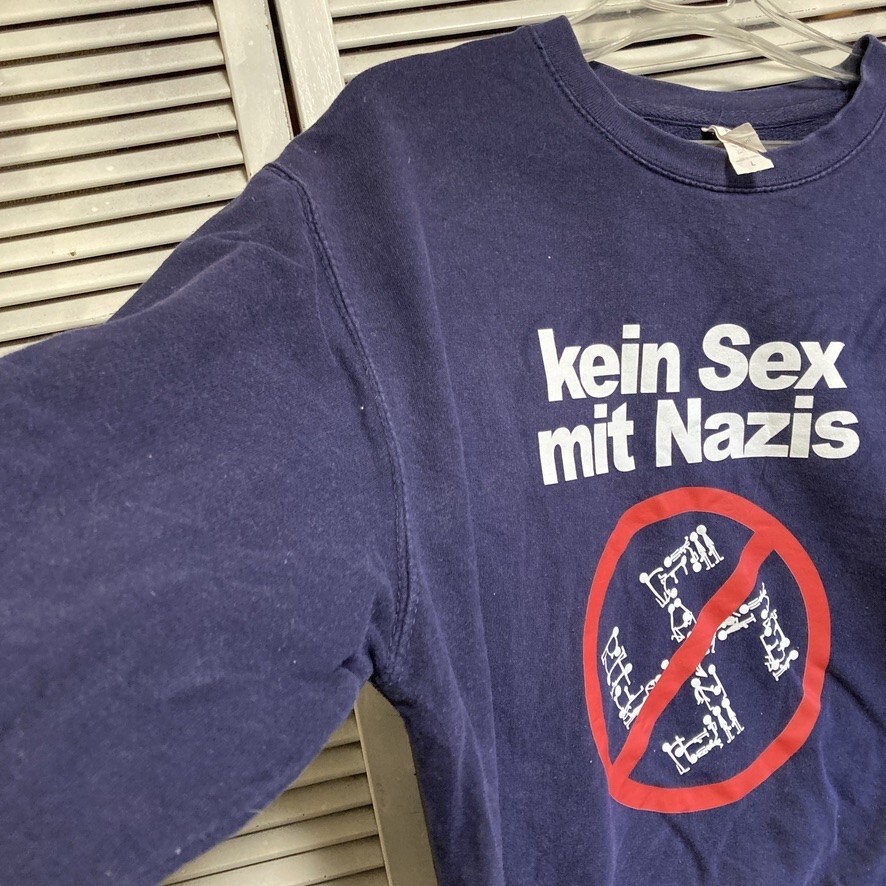 kein Sex
mit Nazis
L